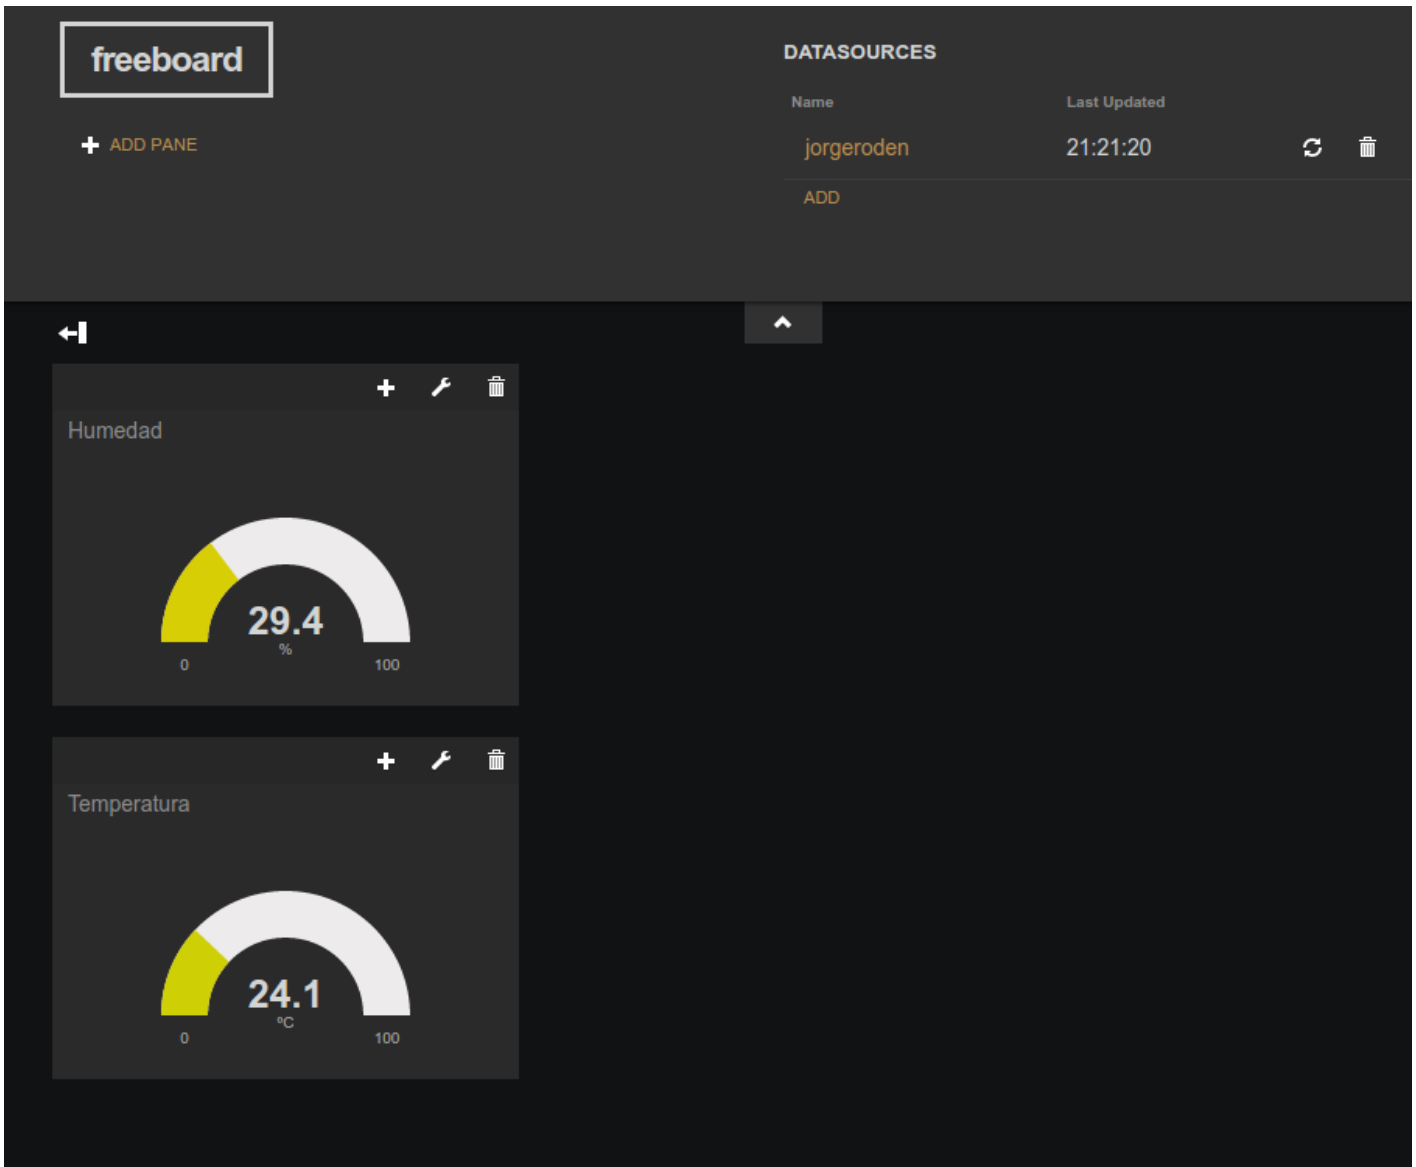 freeboard
ADD PANE
DATASOURCES
Name Last Updated
jorgeroden 21:21:20
ADD
Humedad
29.4
%
0 100
Temperatura
24.1
ºC
0 100